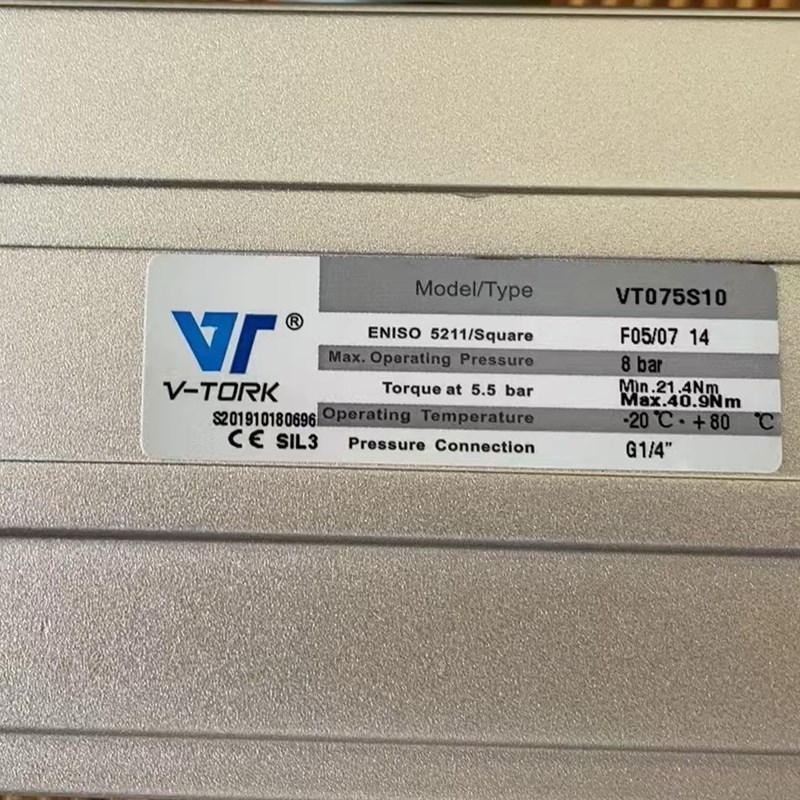 Model/Type VT075S10
VT®
V-TORK
S201910180696
CE SIL3
ENISO 5211/Square F05/07 14
Max. Operating Pressure 8 bar
Torque at 5.5 bar Min.21.4Nm
Max.40.9Nm
Operating Temperature -20℃・+80 ℃
Pressure Connection G1/4"